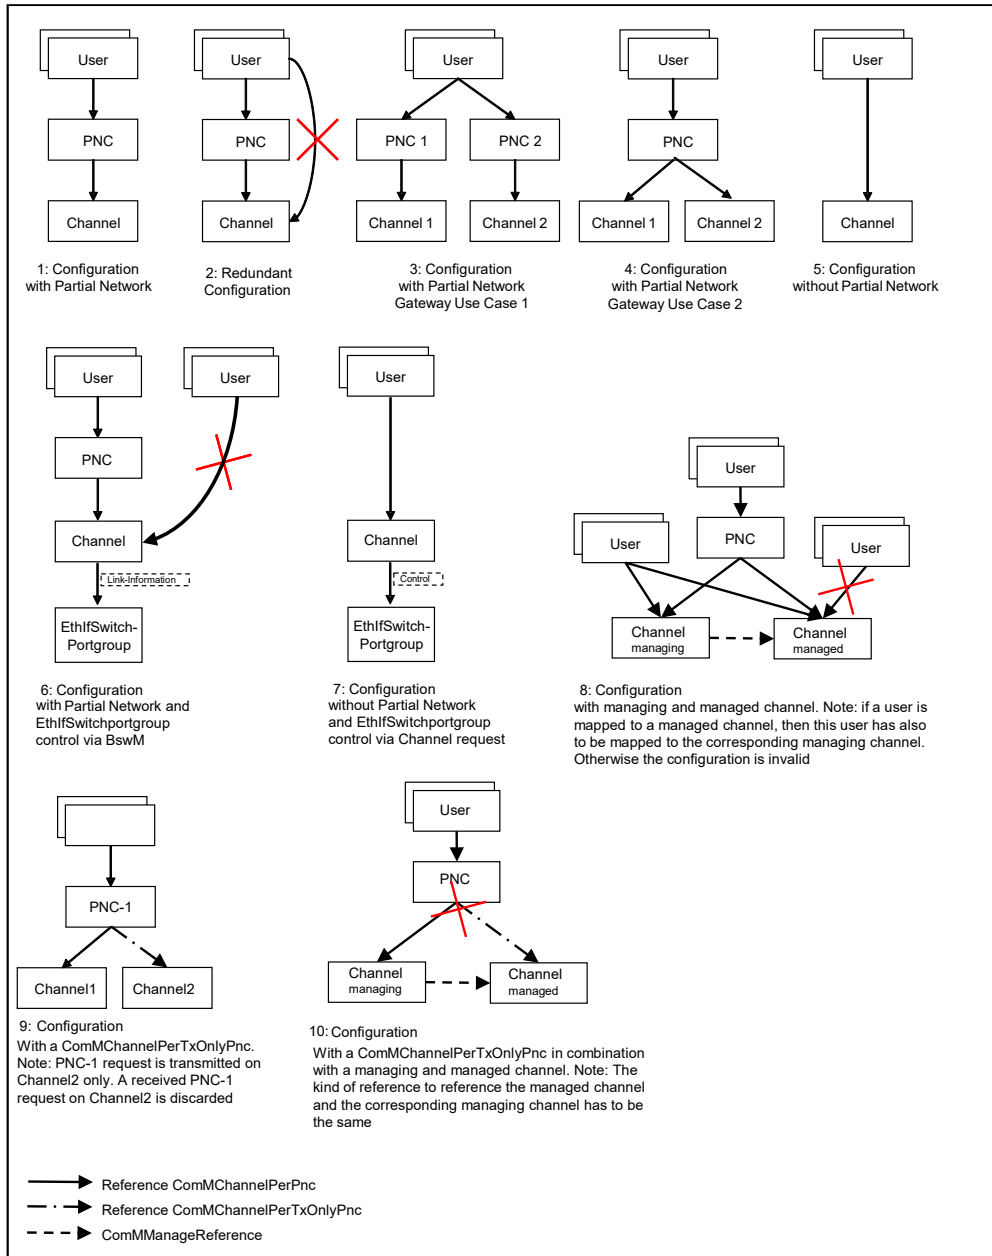 User
User
User
User
User
PNC
PNC
PNC 1
PNC 2
PNC
Channel
Channel
Channel 1
Channel 2
Channel 1
Channel 2
Channel
1: Configuration
with Partial Network
2: Redundant
Configuration
3: Configuration
with Partial Network
Gateway Use Case 1
4: Configuration
with Partial Network
Gateway Use Case 2
5: Configuration
without Partial Network
User
User
PNC
Channel
Link-Information
EthIfSwitch-
Portgroup
6: Configuration
with Partial Network and
EthIfSwitchportgroup
control via BswM
User
Channel
Control
EthIfSwitch-
Portgroup
7: Configuration
without Partial Network
and EthIfSwitchportgroup
control via Channel request
User
User
PNC
User
Channel
managing
Channel
managed
8: Configuration
with managing and managed channel. Note: if a user is
mapped to a managed channel, then this user has also
to be mapped to the corresponding managing channel.
Otherwise the configuration is invalid
PNC-1
Channel1
Channel2
9: Configuration
With a ComMChannelPerTxOnlyPnc.
Note: PNC-1 request is transmitted on
Channel2 only. A received PNC-1
request on Channel2 is discarded
User
PNC
Channel
managing
Channel
managed
10: Configuration
With a ComMChannelPerTxOnlyPnc in combination
with a managing and managed channel. Note: The
kind of reference to reference the managed channel
and the corresponding managing channel has to be
the same
Reference ComMChannelPerPnc
Reference ComMChannelPerTxOnlyPnc
ComMManageReference